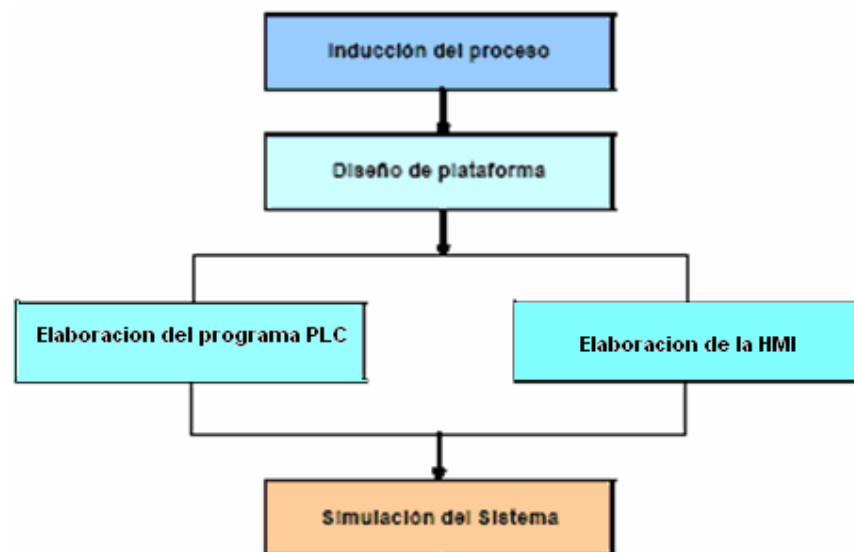 Inducción del proceso
Diseño de plataforma
Elaboracion del programa PLC
Elaboracion de la HMI
Simulación del Sistema